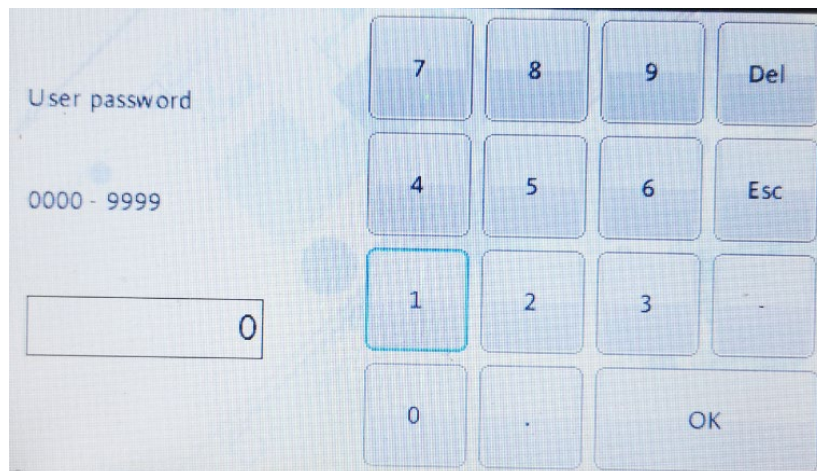 User password
0000 - 9999
0
7 8 9 Del
4 5 6 Esc
1 2 3 -
0 . OK